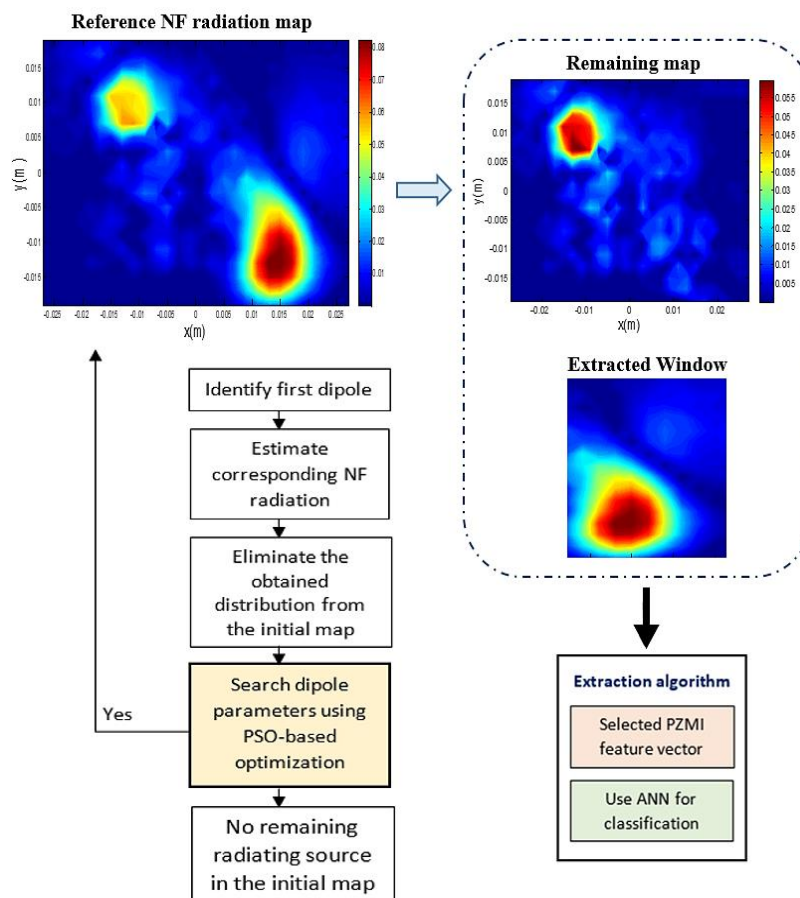 Reference NF radiation map
0.015
0.01
0.005
0
-0.005
-0.01
-0.015
y(m)
-0.025
-0.02
-0.015
-0.01
-0.005
0
0.005
0.01
0.015
0.02
0.025
x(m)
0.08
0.07
0.06
0.05
0.04
0.03
0.02
0.01
Remaining map
0.015
0.01
0.005
0
-0.005
-0.01
-0.015
y(m)
-0.02
-0.01
0
0.01
0.02
x(m)
0.055
0.05
0.045
0.04
0.035
0.03
0.025
0.02
0.015
0.01
0.005
Extracted Window
Identify first dipole
Estimate
corresponding NF
radiation
Eliminate the
obtained
distribution from
the initial map
Search dipole
parameters using
PSO-based
optimization
Yes
No remaining
radiating source
in the initial map
Extraction algorithm
Selected PZMI
feature vector
Use ANN for
classification